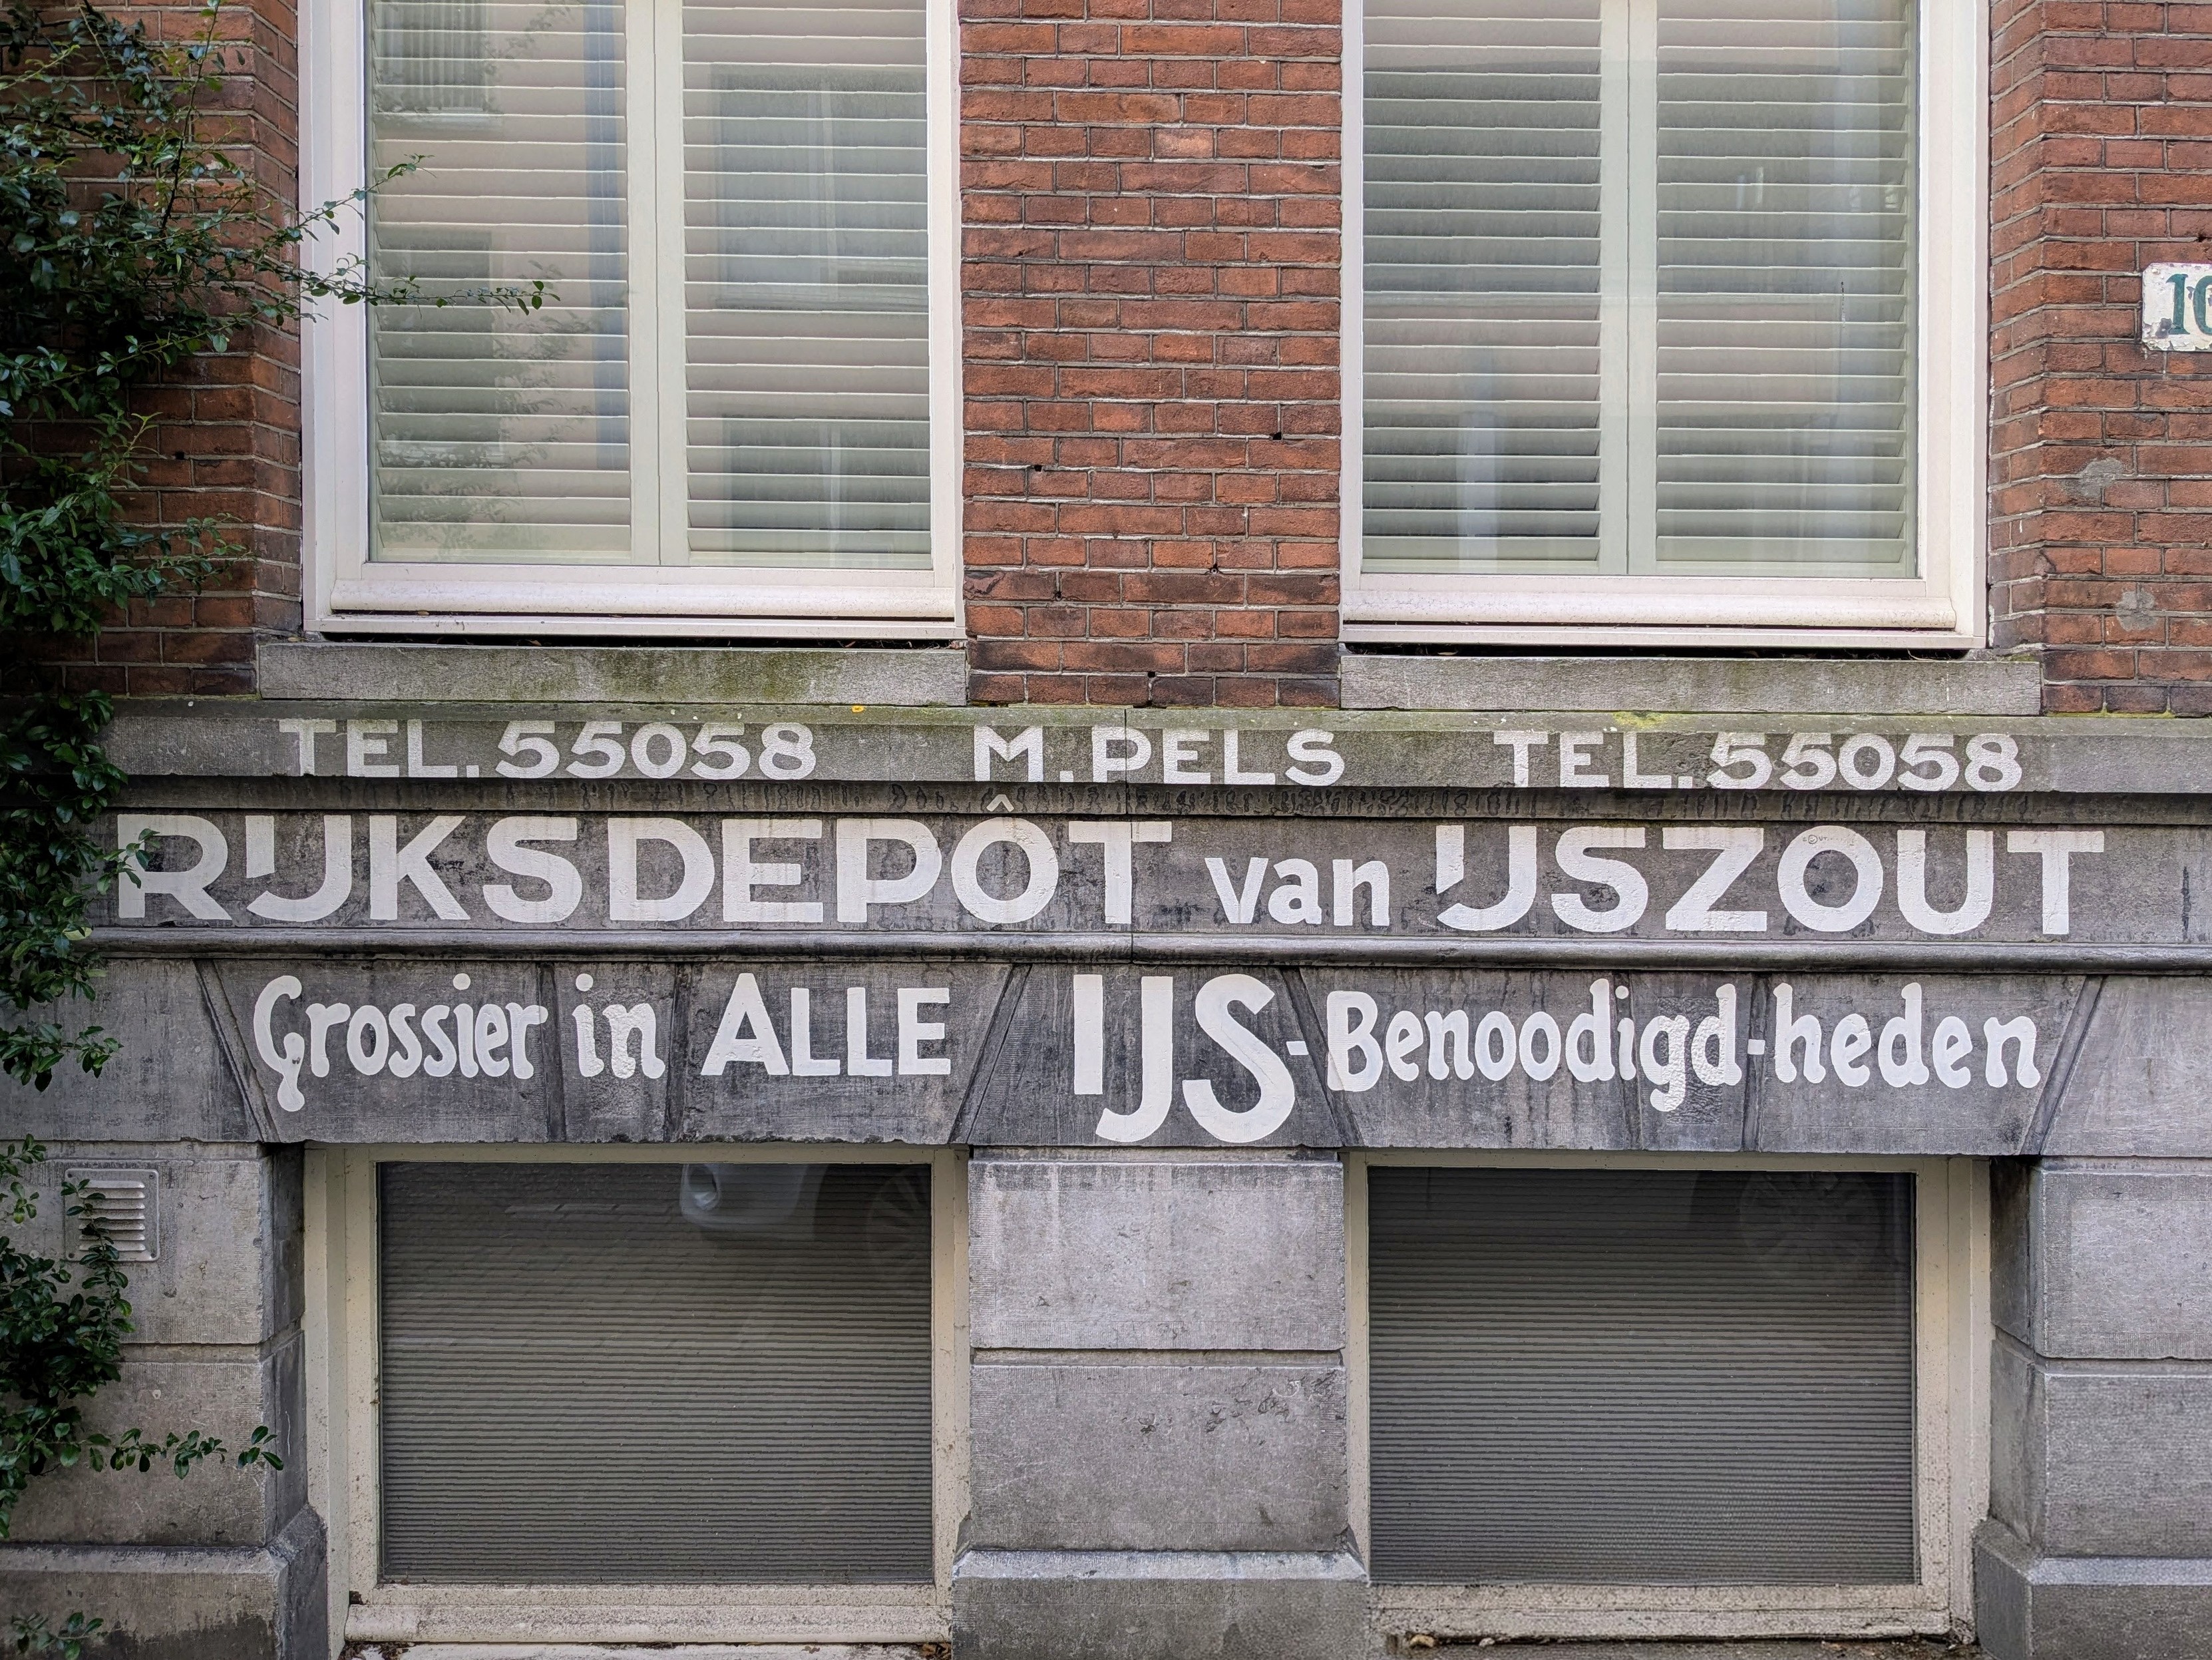 TEL. 55058 M. PELS TEL. 55058
RIJKSDEPÔT van IJSZOUT
Grossier in ALLE IJS-Benoodigd-heden